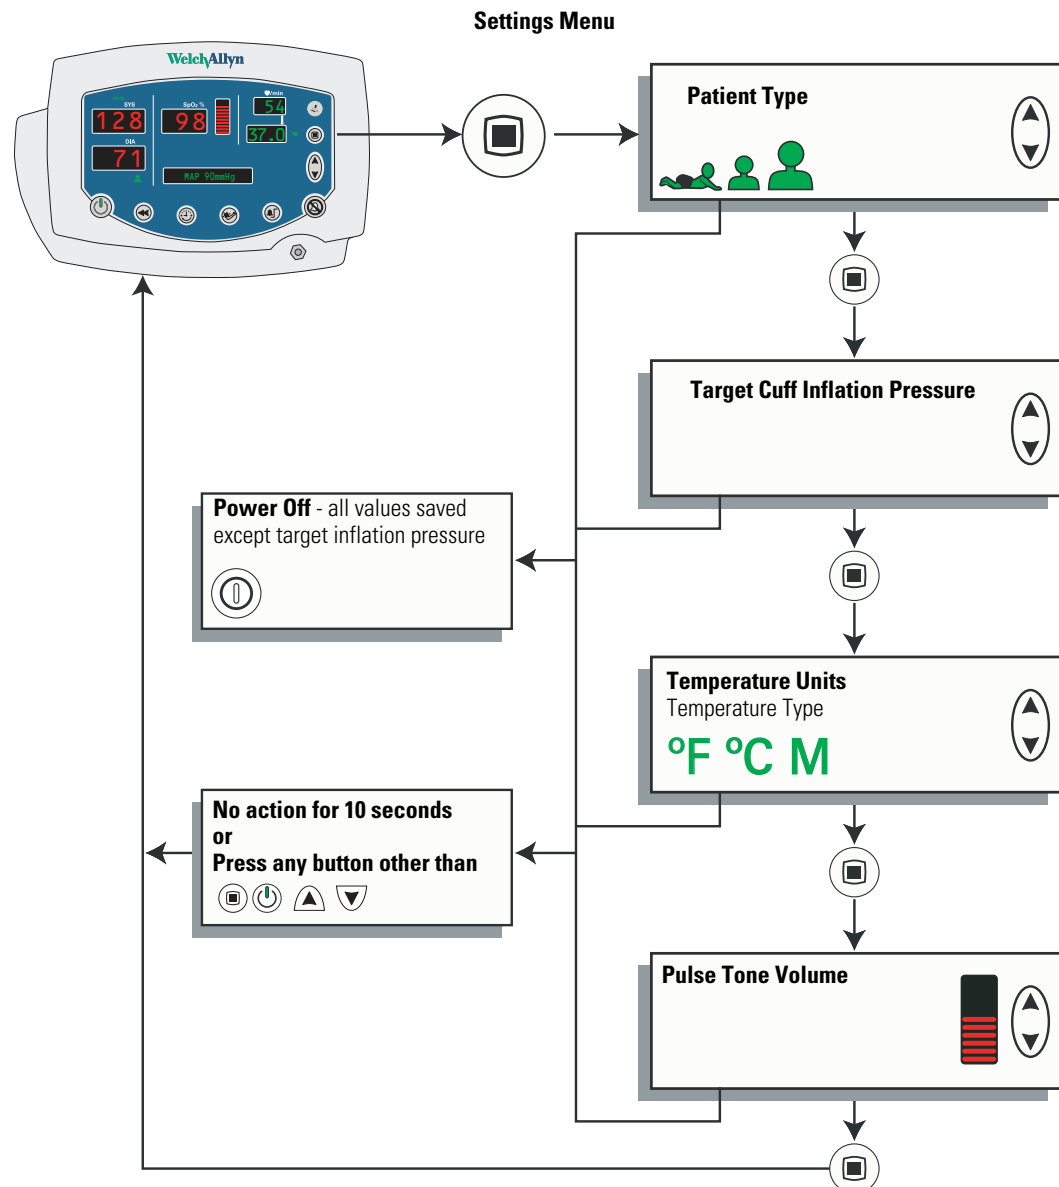 Settings Menu
WelchAllyn
SYS
128
SpO2 %
98
/min
54
37.0
DIA
71
MAP 90mmHg
Patient Type
Target Cuff Inflation Pressure
Power Off - all values saved
except target inflation pressure
Temperature Units
Temperature Type
ºF ºC M
No action for 10 seconds
or
Press any button other than
Pulse Tone Volume